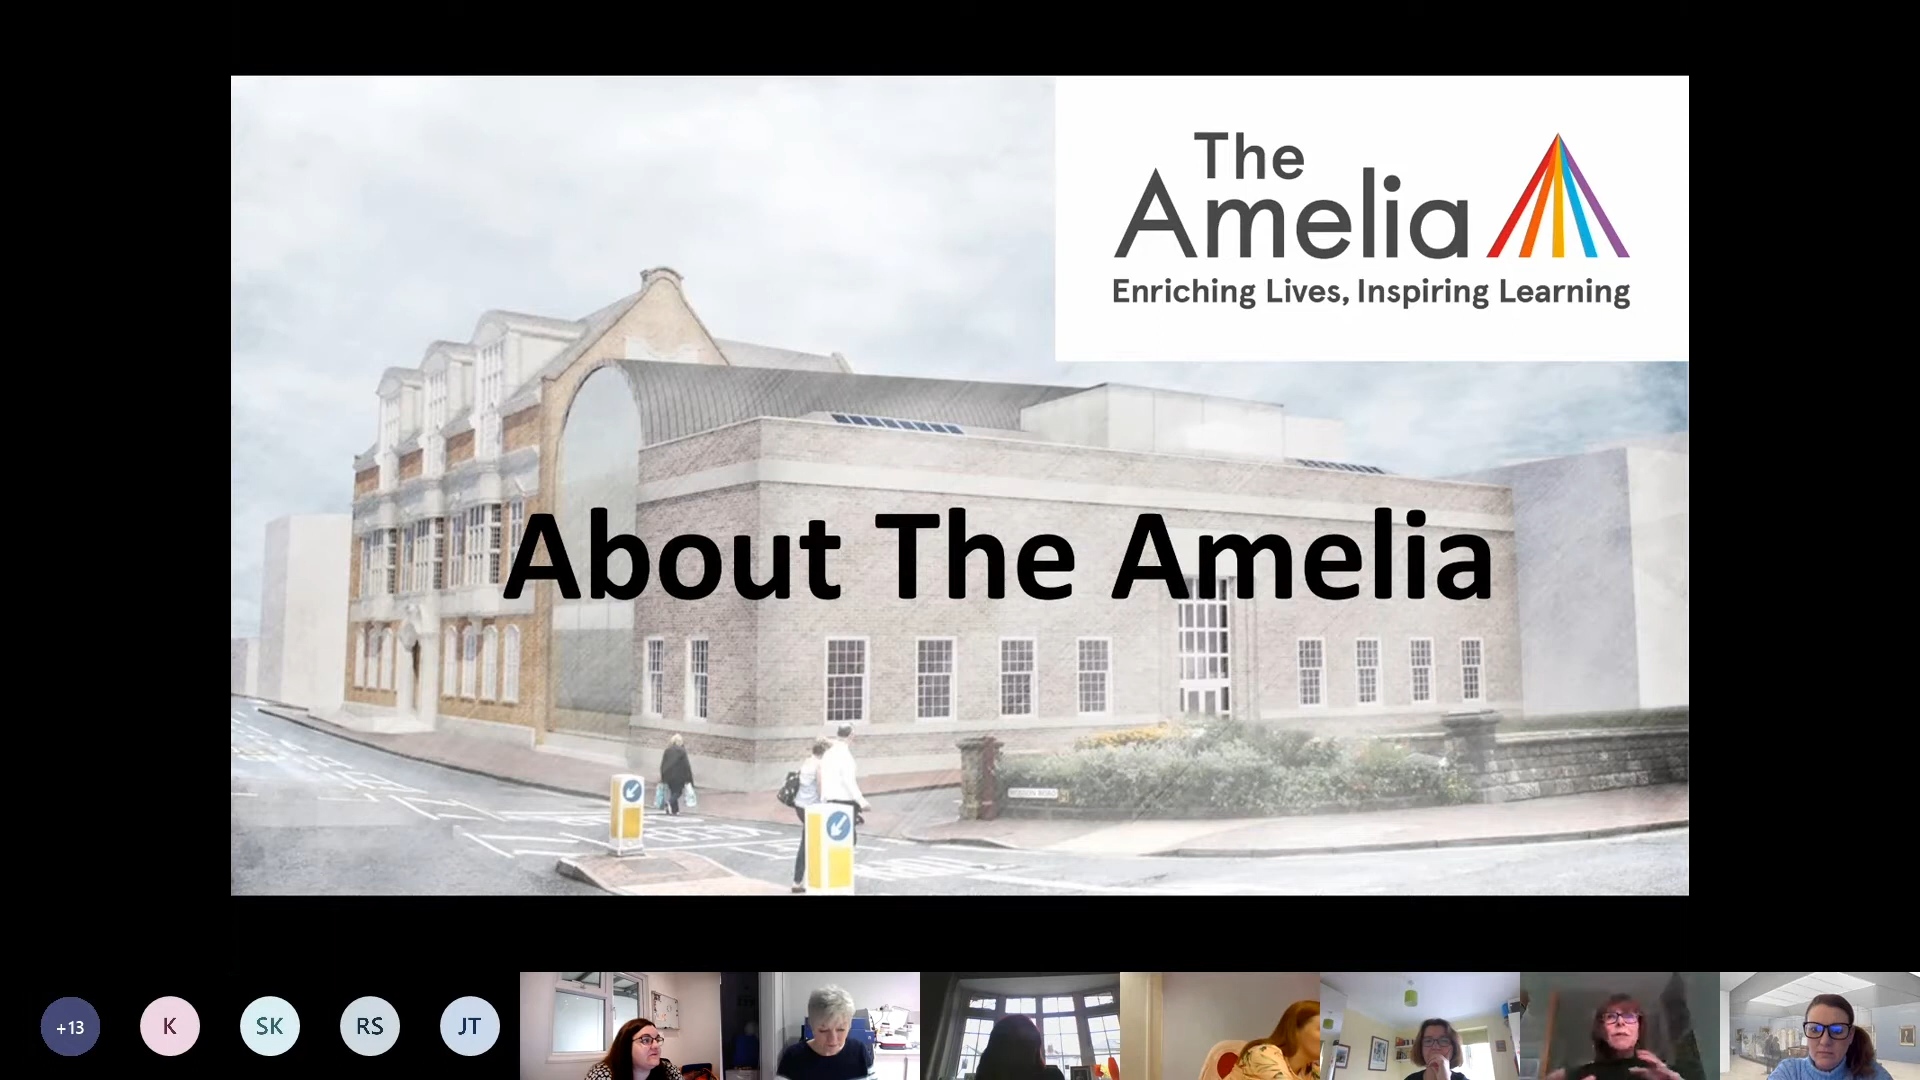 The
Amelia
Enriching Lives, Inspiring Learning
About The Amelia
+13
K
SK
RS
JT